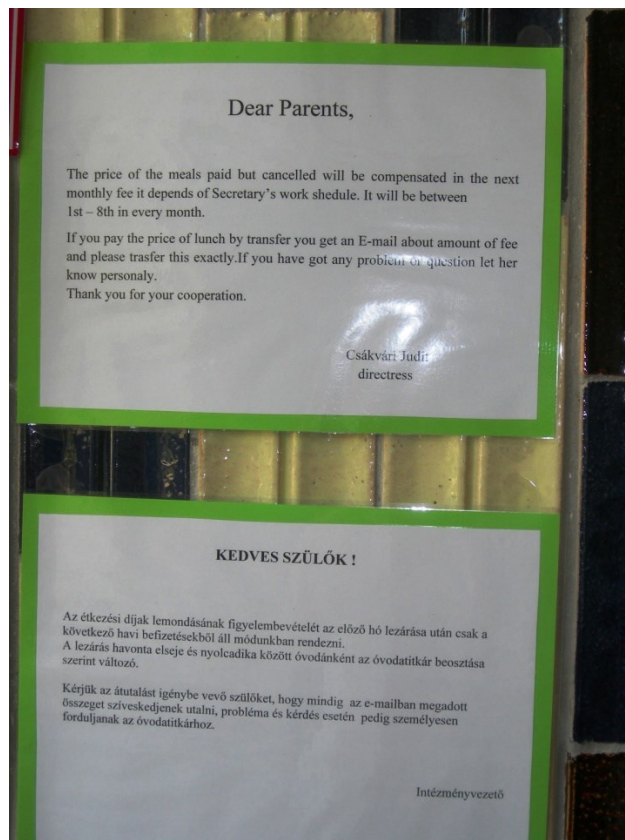 Dear Parents,
The price of the meals paid but cancelled will be compensated in the next
monthly fee it depends of Secretary's work shedule. It will be between
1st – 8th in every month.
If you pay the price of lunch by transfer you get an E-mail about amount of fee
and please trasfer this exactly.If you have got any problem or question let her
know personaly.
Thank you for your cooperation.
Csákvári Judit
directress
KEDVES SZÜLŐK !
Az étkezési díjak lemondásának figyelembevételét az előző hó lezárása után csak a
következő havi befizetésekből áll módunkban rendezni.
A lezárás havonta elseje és nyolcadika között óvodánként az óvodatitkár beosztása
szerint változó.
Kérjük az átutalást igénybe vevő szülőket, hogy mindig az e-mailban megadott
összeget szíveskedjenek utalni, probléma és kérdés esetén pedig személyesen
forduljanak az óvodatitkárhoz.
Intézményvezető